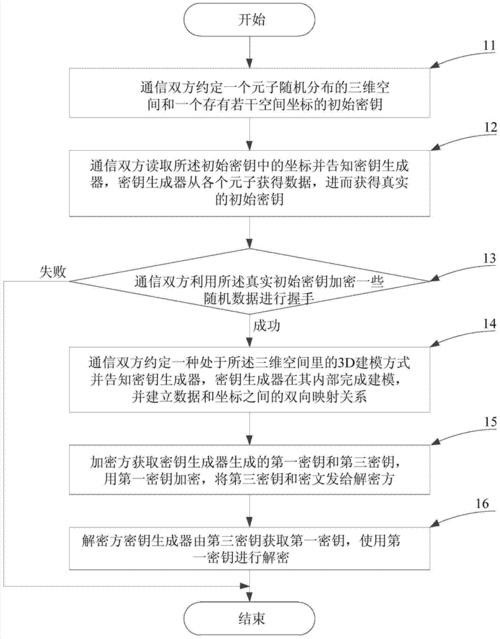 开始
11
通信双方约定一个元子随机分布的三维空
间和一个存有若干空间坐标的初始密钥
12
通信双方读取所述初始密钥中的坐标并告知密钥生成
器，密钥生成器从各个元子获得数据，进而获得真实
的初始密钥
13
失败
通信双方利用所述真实初始密钥加密一些
随机数据进行握手
成功
14
通信双方约定一种处于所述三维空间里的3D建模方式
并告知密钥生成器，密钥生成器在其内部完成建模，
并建立数据和坐标之间的双向映射关系
15
加密方获取密钥生成器生成的第一密钥和第三密钥，
用第一密钥加密，将第三密钥和密文发给解密方
16
解密方密钥生成器由第三密钥获取第一密钥，使用第
一密钥进行解密
结束